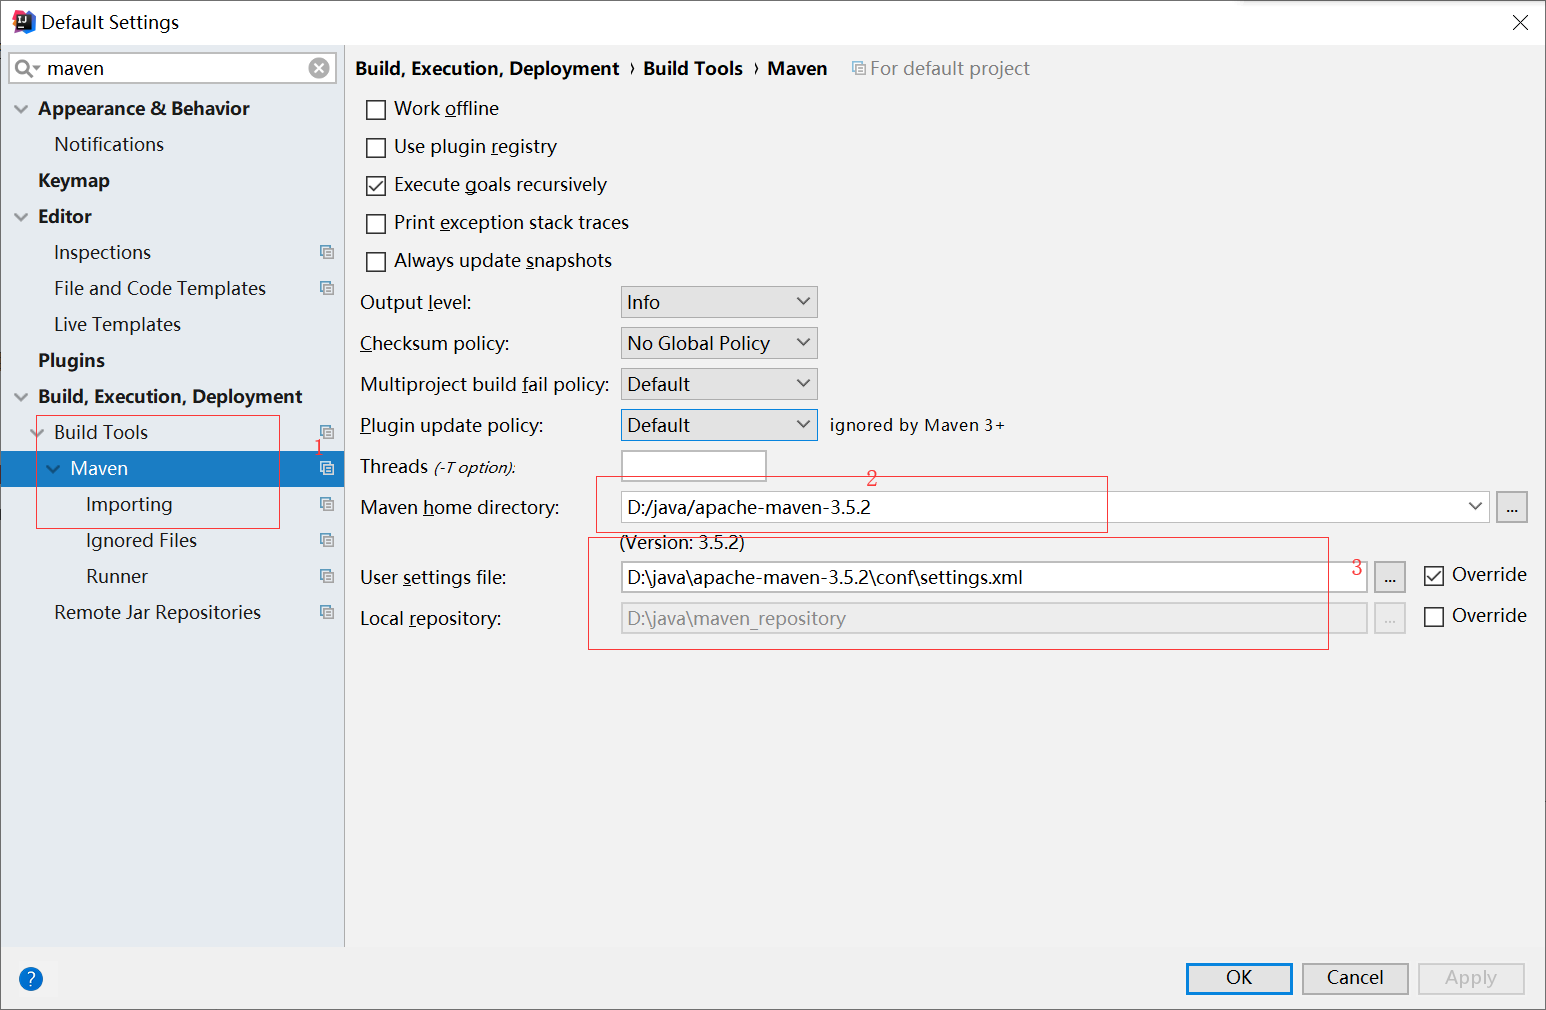 Default Settings
maven
Appearance & Behavior
Notifications
Keymap
Editor
Inspections
File and Code Templates
Live Templates
Plugins
Build, Execution, Deployment
Build Tools
1
Maven
Importing
Ignored Files
Runner
Remote Jar Repositories
Build, Execution, Deployment › Build Tools › Maven For default project
Work offline
Use plugin registry
Execute goals recursively
Print exception stack traces
Always update snapshots
Output level: Info
Checksum policy: No Global Policy
Multiproject build fail policy: Default
Plugin update policy: Default ignored by Maven 3+
Threads (-T option):
2
Maven home directory: D:/java/apache-maven-3.5.2 ...
(Version: 3.5.2)
User settings file: D:\java\apache-maven-3.5.2\conf\settings.xml 3 ... Override
Local repository: D:\java\maven_repository ... Override
? OK Cancel Apply